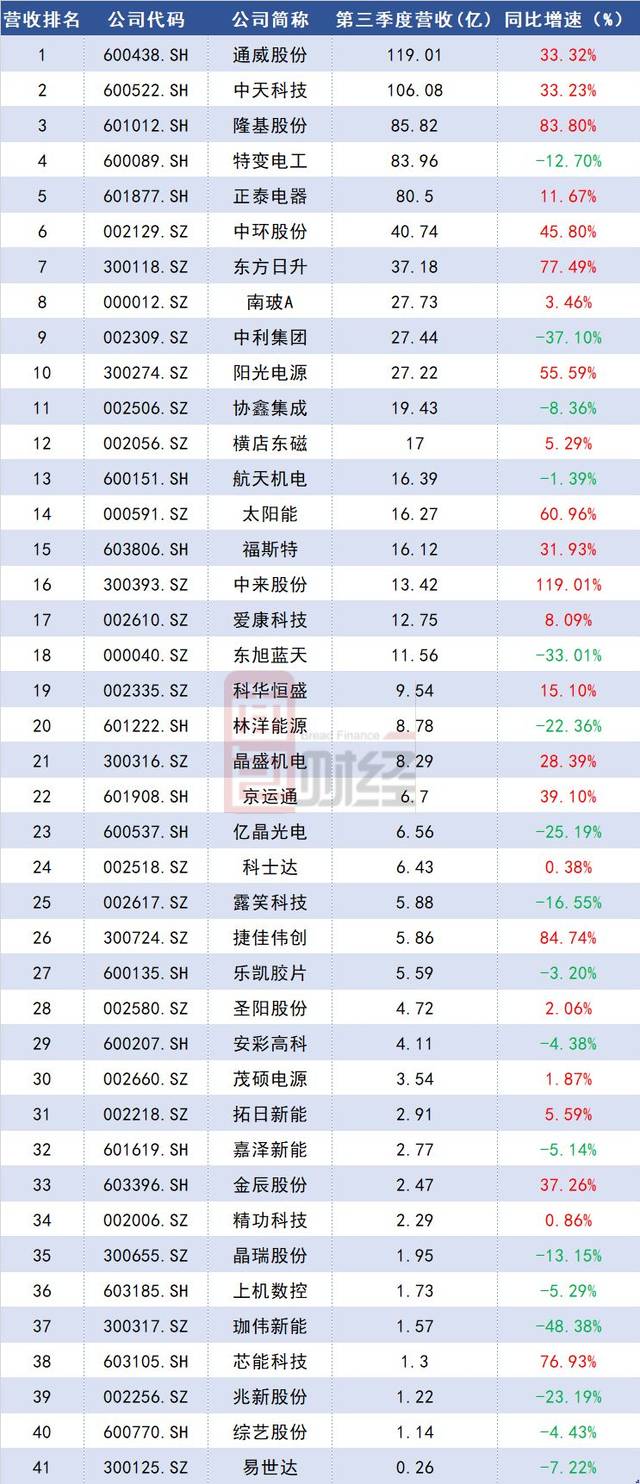 营收排名 公司代码 公司简称 第三季度营收(亿) 同比增速（%）
1 600438.SH 通威股份 119.01 33.32%
2 600522.SH 中天科技 106.08 33.23%
3 601012.SH 隆基股份 85.82 83.80%
4 600089.SH 特变电工 83.96 -12.70%
5 601877.SH 正泰电器 80.5 11.67%
6 002129.SZ 中环股份 40.74 45.80%
7 300118.SZ 东方日升 37.18 77.49%
8 000012.SZ 南玻A 27.73 3.46%
9 002309.SZ 中利集团 27.44 -37.10%
10 300274.SZ 阳光电源 27.22 55.59%
11 002506.SZ 协鑫集成 19.43 -8.36%
12 002056.SZ 横店东磁 17 5.29%
13 600151.SH 航天机电 16.39 -1.39%
14 000591.SZ 太阳能 16.27 60.96%
15 603806.SH 福斯特 16.12 31.93%
16 300393.SZ 中来股份 13.42 119.01%
17 002610.SZ 爱康科技 12.75 8.09%
18 000040.SZ 东旭蓝天 11.56 -33.01%
19 002335.SZ 科华恒盛 9.54 15.10%
20 601222.SH 林洋能源 8.78 -22.36%
Bread Finance
21 300316.SZ 晶盛机电 8.29 28.39%
财经
22 601908.SH 京运通 6.7 39.10%
23 600537.SH 亿晶光电 6.56 -25.19%
24 002518.SZ 科士达 6.43 0.38%
25 002617.SZ 露笑科技 5.88 -16.55%
26 300724.SZ 捷佳伟创 5.86 84.74%
27 600135.SH 乐凯胶片 5.59 -3.20%
28 002580.SZ 圣阳股份 4.72 2.06%
29 600207.SH 安彩高科 4.11 -4.38%
30 002660.SZ 茂硕电源 3.54 1.87%
31 002218.SZ 拓日新能 2.91 5.59%
32 601619.SH 嘉泽新能 2.77 -5.14%
33 603396.SH 金辰股份 2.47 37.26%
34 002006.SZ 精功科技 2.29 0.86%
35 300655.SZ 晶瑞股份 1.95 -13.15%
36 603185.SH 上机数控 1.73 -5.29%
37 300317.SZ 珈伟新能 1.57 -48.38%
38 603105.SH 芯能科技 1.3 76.93%
39 002256.SZ 兆新股份 1.22 -23.19%
40 600770.SH 综艺股份 1.14 -4.43%
41 300125.SZ 易世达 0.26 -7.22%